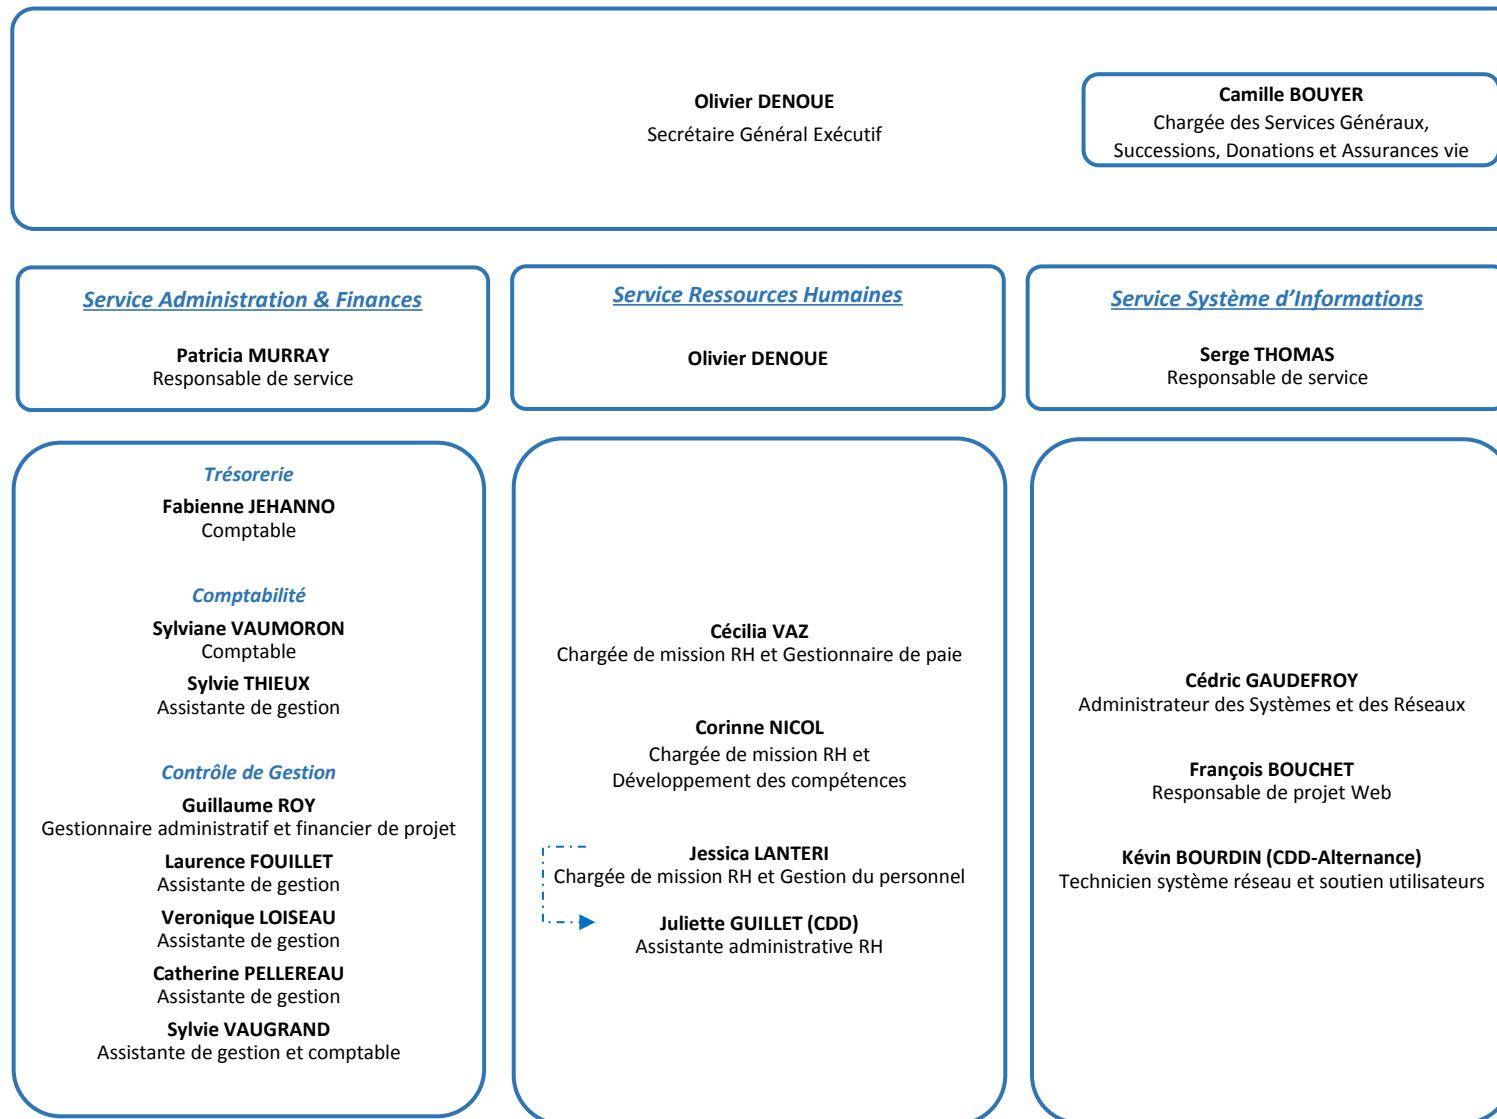 Olivier DENOUE
Secrétaire Général Exécutif
Camille BOUYER
Chargée des Services Généraux,
Successions, Donations et Assurances vie
Service Administration & Finances
Patricia MURRAY
Responsable de service
Service Ressources Humaines
Olivier DENOUE
Service Système d’Informations
Serge THOMAS
Responsable de service
Trésorerie
Fabienne JEHANNO
Comptable
Comptabilité
Sylviane VAUMORON
Comptable
Sylvie THIEUX
Assistante de gestion
Contrôle de Gestion
Guillaume ROY
Gestionnaire administratif et financier de projet
Laurence FOUILLET
Assistante de gestion
Veronique LOISEAU
Assistante de gestion
Catherine PELLEREAU
Assistante de gestion
Sylvie VAUGRAND
Assistante de gestion et comptable
Cécilia VAZ
Chargée de mission RH et Gestionnaire de paie
Corinne NICOL
Chargée de mission RH et
Développement des compétences
Jessica LANTERI
Chargée de mission RH et Gestion du personnel
Juliette GUILLET (CDD)
Assistante administrative RH
Cédric GAUDEFROY
Administrateur des Systèmes et des Réseaux
François BOUCHET
Responsable de projet Web
Kévin BOURDIN (CDD-Alternance)
Technicien système réseau et soutien utilisateurs